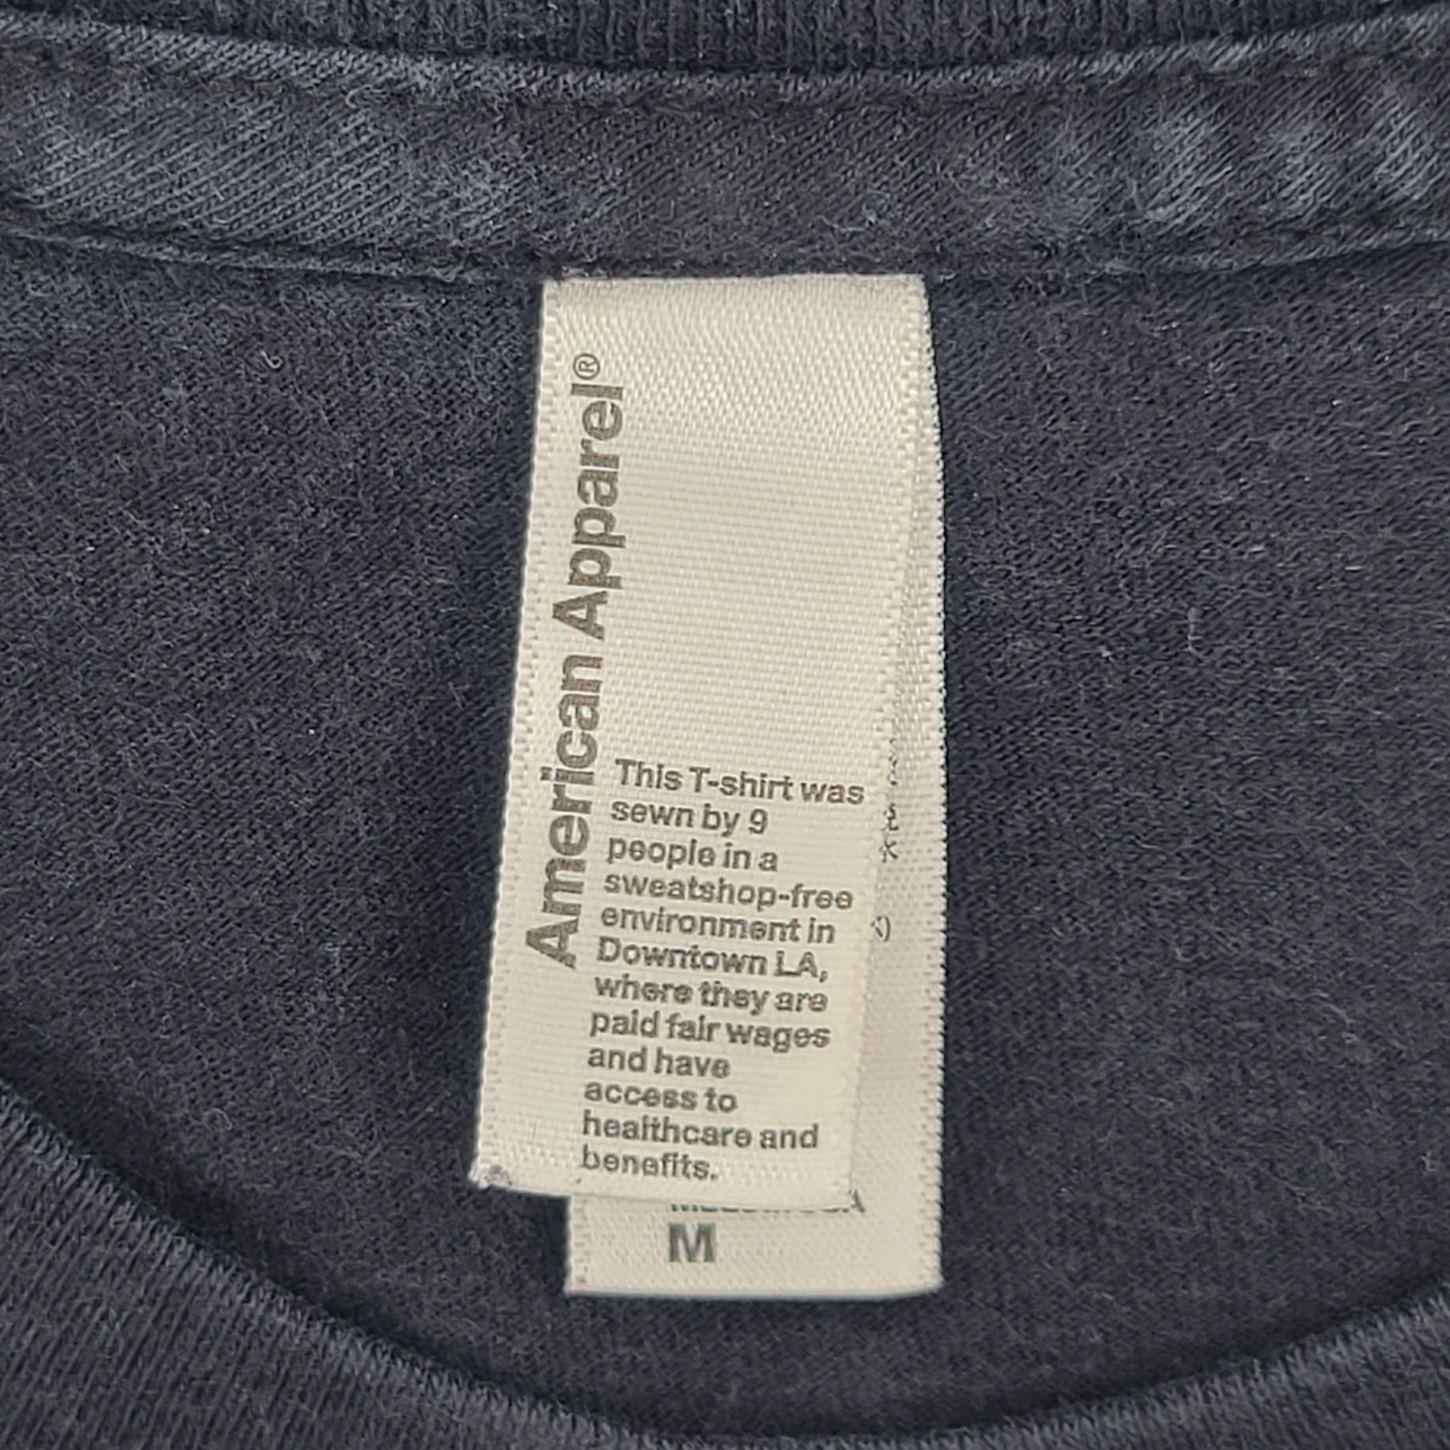 American Apparel®
This T-shirt was
sewn by 9
people in a
sweatshop-free
environment in
Downtown LA,
where they are
paid fair wages
and have
access to
healthcare and
benefits.
M